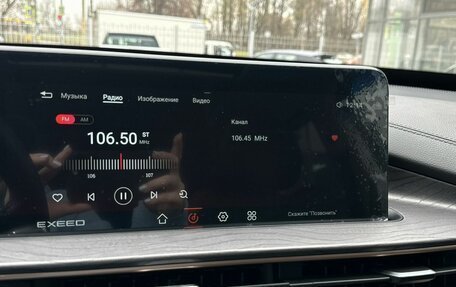 Музыка Радио Изображение Видео
12:14
FM AM
Канал
106.50 ST
MHz
106.45 MHz
106 107
EXEED
Скажите "Позвонить"